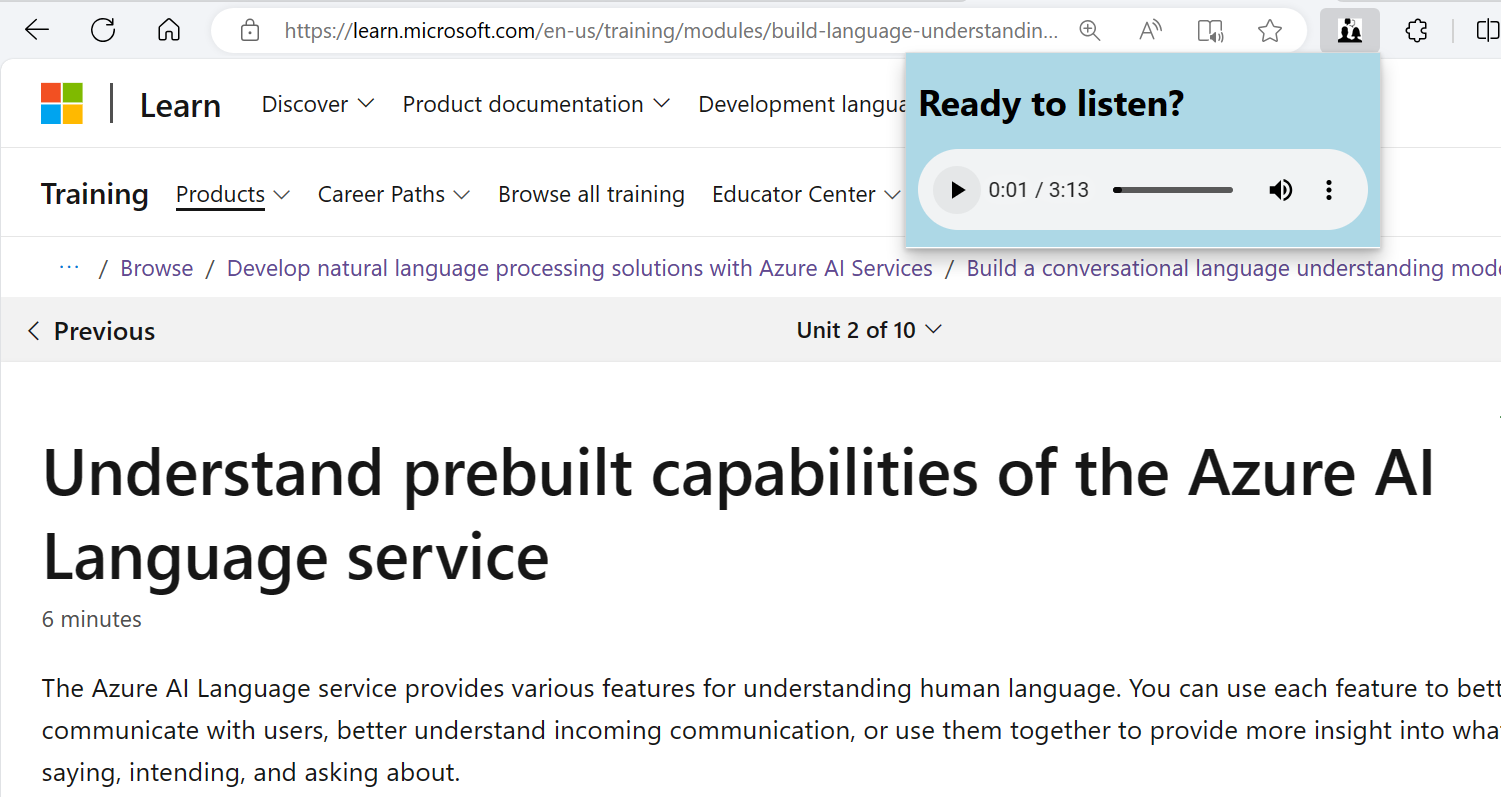 https://learn.microsoft.com/en-us/training/modules/build-language-understandin...
Learn Discover Product documentation Development
Ready to listen?
0:01 / 3:13
Training Products Career Paths Browse all training Educator Center
... / Browse / Develop natural language processing solutions with Azure AI Services / Build a conversational language understanding
Previous Unit 2 of 10
Understand prebuilt capabilities of the Azure AI
Language service
6 minutes
The Azure AI Language service provides various features for understanding human language. You can use each feature to
communicate with users, better understand incoming communication, or use them together to provide more insight into
saying, intending, and asking about.